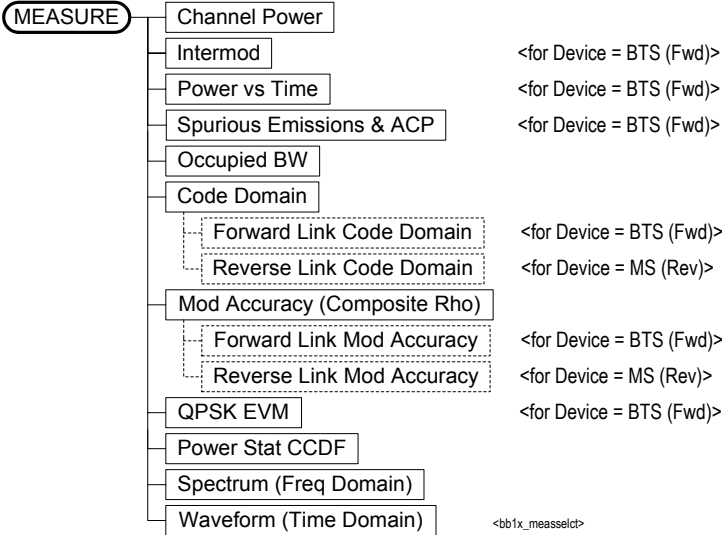 MEASURE Channel Power
Intermod <for Device = BTS (Fwd)>
Power vs Time <for Device = BTS (Fwd)>
Spurious Emissions & ACP <for Device = BTS (Fwd)>
Occupied BW
Code Domain
Forward Link Code Domain <for Device = BTS (Fwd)>
Reverse Link Code Domain <for Device = MS (Rev)>
Mod Accuracy (Composite Rho)
Forward Link Mod Accuracy <for Device = BTS (Fwd)>
Reverse Link Mod Accuracy <for Device = MS (Rev)>
QPSK EVM <for Device = BTS (Fwd)>
Power Stat CCDF
Spectrum (Freq Domain)
Waveform (Time Domain) <bb1x_measselct>